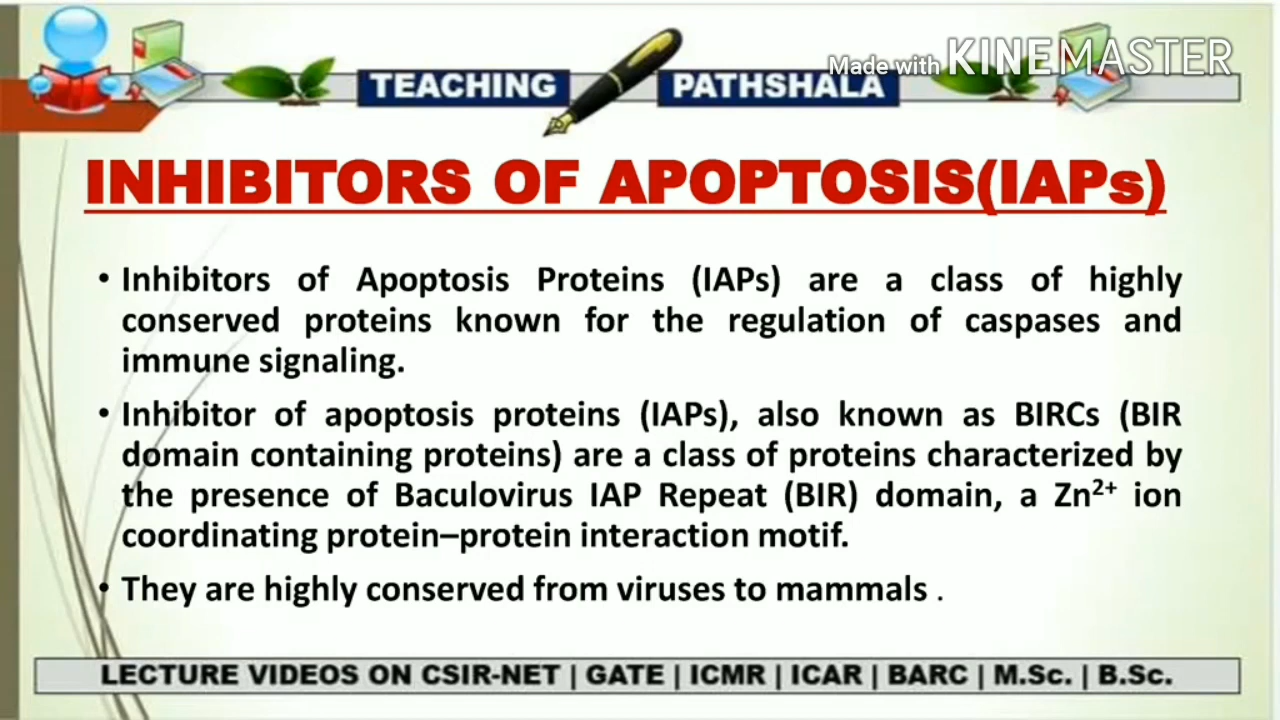 Made with KINEMASTER
TEACHING PATHSHALA
INHIBITORS OF APOPTOSIS(IAPs)
• Inhibitors of Apoptosis Proteins (IAPs) are a class of highly
conserved proteins known for the regulation of caspases and
immune signaling.
• Inhibitor of apoptosis proteins (IAPs), also known as BIRCs (BIR
domain containing proteins) are a class of proteins characterized by
the presence of Baculovirus IAP Repeat (BIR) domain, a Zn²⁺ ion
coordinating protein–protein interaction motif.
• They are highly conserved from viruses to mammals .
LECTURE VIDEOS ON CSIR-NET | GATE | ICMR | ICAR | BARC | M.Sc. | B.Sc.